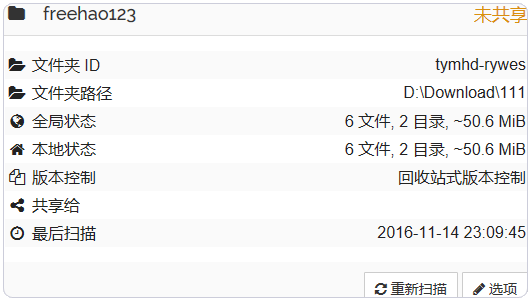 freehao123 未共享
文件夹 ID tymhd-rywes
文件夹路径 D:\Download\111
全局状态 6 文件, 2 目录, ~50.6 MiB
本地状态 6 文件, 2 目录, ~50.6 MiB
版本控制 回收站式版本控制
共享给
最后扫描 2016-11-14 23:09:45
重新扫描 选项